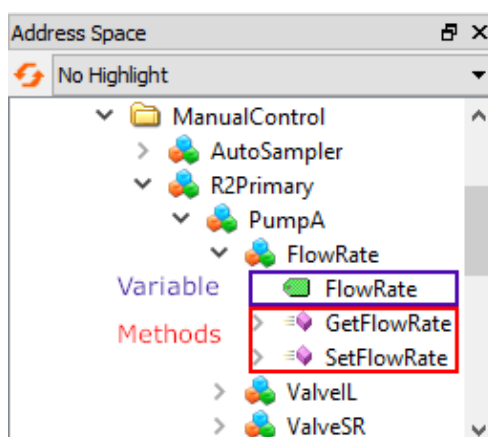 Address Space
No Highlight
ManualControl
AutoSampler
R2Primary
PumpA
FlowRate
Variable FlowRate
GetFlowRate
Methods
SetFlowRate
ValveIL
ValveSR